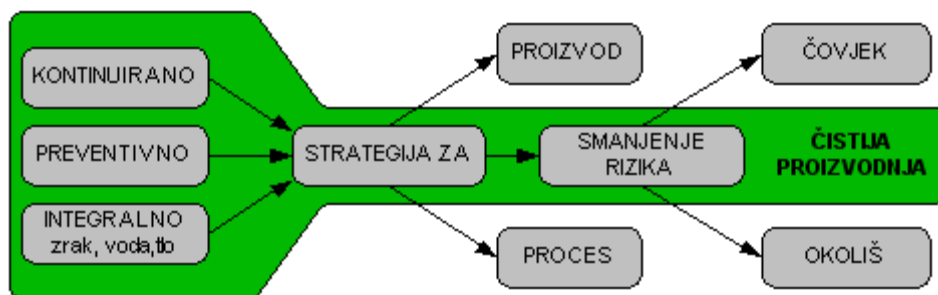 KONTINUIRANO
PREVENTIVNO
INTEGRALNO
zrak, voda,tlo
STRATEGIJA ZA
PROIZVOD
PROCES
SMANJENJE
RIZIKA
ČOVJEK
OKOLIŠ
ČISTIJA
PROIZVODNJA